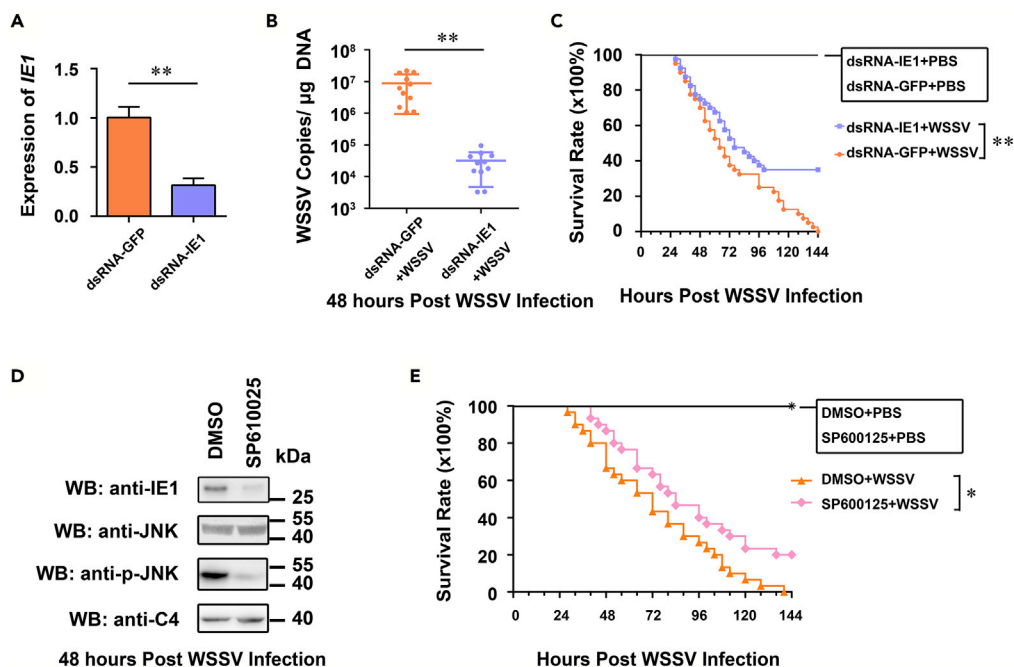 A
Expression of IE1
1.5
1.0
0.5
0.0
**
dsRNA-GFP
dsRNA-IE1
B
WSSV Copies/ µg DNA
10⁸
10⁷
10⁶
10⁵
10⁴
10³
**
dsRNA-GFP
+WSSV
dsRNA-IE1
+WSSV
48 hours Post WSSV Infection
C
Survival Rate (x100%)
100
80
60
40
20
0
0 24 48 72 96 120 144
Hours Post WSSV Infection
dsRNA-IE1+PBS
dsRNA-GFP+PBS
dsRNA-IE1+WSSV
dsRNA-GFP+WSSV
**
D
DMSO
SP610025
kDa
WB: anti-IE1
25
WB: anti-JNK
55
40
WB: anti-p-JNK
55
40
WB: anti-C4
40
48 hours Post WSSV Infection
E
Survival Rate (x100%)
100
80
60
40
20
0
0 24 48 72 96 120 144
Hours Post WSSV Infection
*
DMSO+PBS
SP600125+PBS
DMSO+WSSV
SP600125+WSSV
*